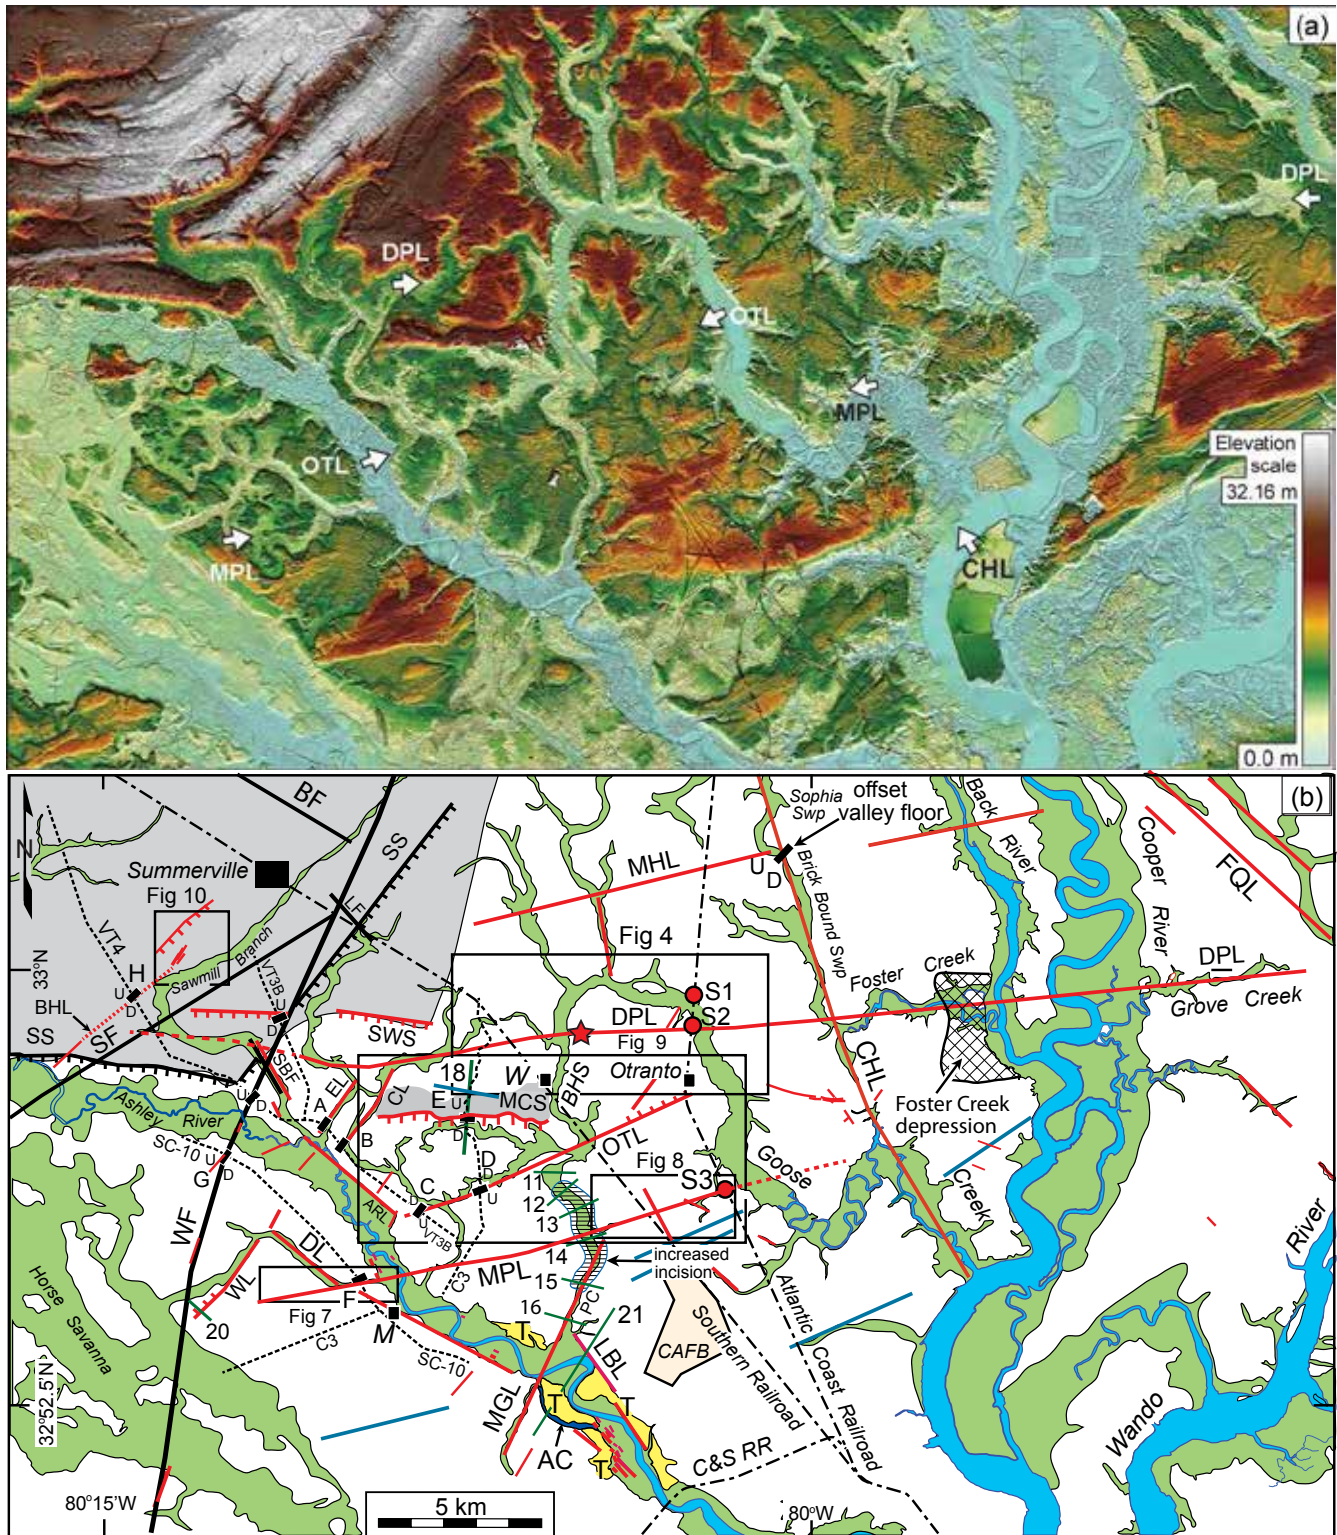 (a)
DPL
DPL
OTL
MPL
OTL
MPL
CHL
Elevation
scale
32.16 m
0.0 m
(b)
N
BF
SS
Summerville
Fig 10
LF
VT4
Sawmill Branch
VT3B
H
U
D
BHL
SS
SF
33°N
U
D
SWS
DBF
EL
CL
A
B
Ashley
River
SC-10
U
D
G
U
D
WF
Horse Savanna
WL
DL
20
Fig 7
F
C3
M
SC-10
ARL
C
D
U
VT3B
C3
MPL
D
D
U
18
E
U
D
MCS
W
BHS
OTL
MHL
Fig 4
DPL
Fig 9
S1
S2
Otranto
Fig 8
S3
11
12
13
14
15
16
21
PC
increased
incision
CAFB
Southern Railroad
Atlantic Coast Railroad
C&S RR
LBL
MGL
AC
T
T
T
T
Sophia
Swp
offset
valley floor
U
D
Brick Bound Swp
Back River
Cooper River
FQL
DPL
Foster Creek
Grove Creek
CHL
Foster Creek
depression
Goose
Creek
Wando
River
32°52.5'N
80°15'W
80°W
5 km